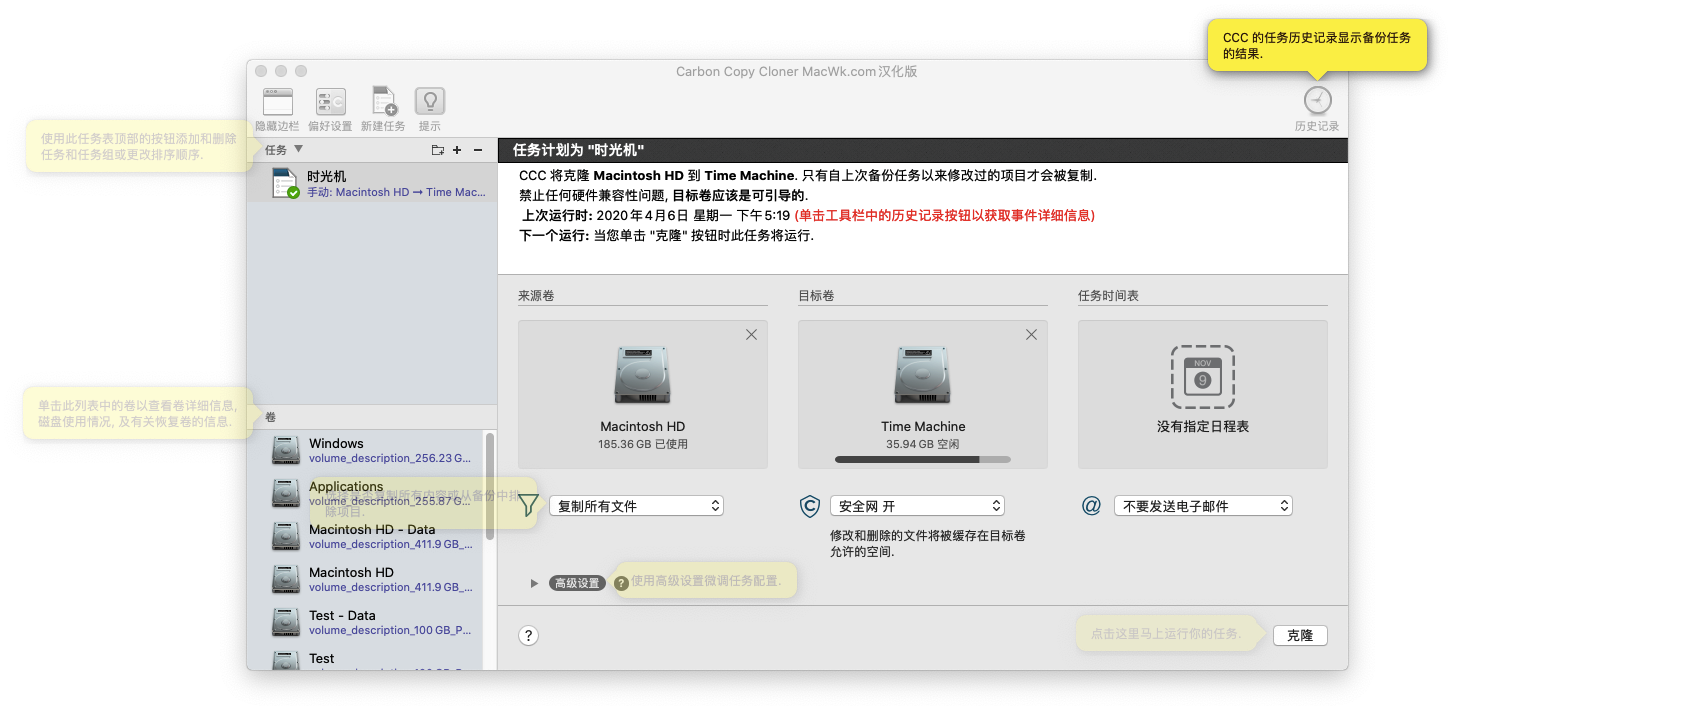 CCC 的任务历史记录显示备份任务
的结果.
Carbon Copy Cloner MacWk.com汉化版
隐藏边栏
偏好设置
新建任务
提示
历史记录
使用此任务表顶部的按钮添加和删除
任务和任务组或更改排序顺序.
任务
任务计划为 "时光机"
时光机
手动: Macintosh HD → Time Mac...
CCC 将克隆 Macintosh HD 到 Time Machine. 只有自上次备份任务以来修改过的项目才会被复制.
禁止任何硬件兼容性问题, 目标卷应该是可引导的.
上次运行时: 2020年4月6日 星期一 下午5:19 (单击工具栏中的历史记录按钮以获取事件详细信息)
下一个运行: 当您单击 "克隆" 按钮时此任务将运行.
来源卷
目标卷
任务时间表
Macintosh HD
185.36 GB 已使用
Time Machine
35.94 GB 空闲
NOV
9
没有指定日程表
单击此列表中的卷以查看卷详细信息,
磁盘使用情况, 及有关恢复卷的信息.
卷
Windows
volume_description_256.23 G...
Applications
volume_description_255.87 G...
Macintosh HD - Data
volume_description_411.9 GB_...
Macintosh HD
volume_description_411.9 GB_...
Test - Data
volume_description_100 GB_P...
Test
选择是否复制所有内容或从备份中排
除项目.
复制所有文件
安全网 开
@
不要发送电子邮件
修改和删除的文件将被缓存在目标卷
允许的空间.
高级设置
?
使用高级设置微调任务配置.
?
点击这里马上运行你的任务.
克隆